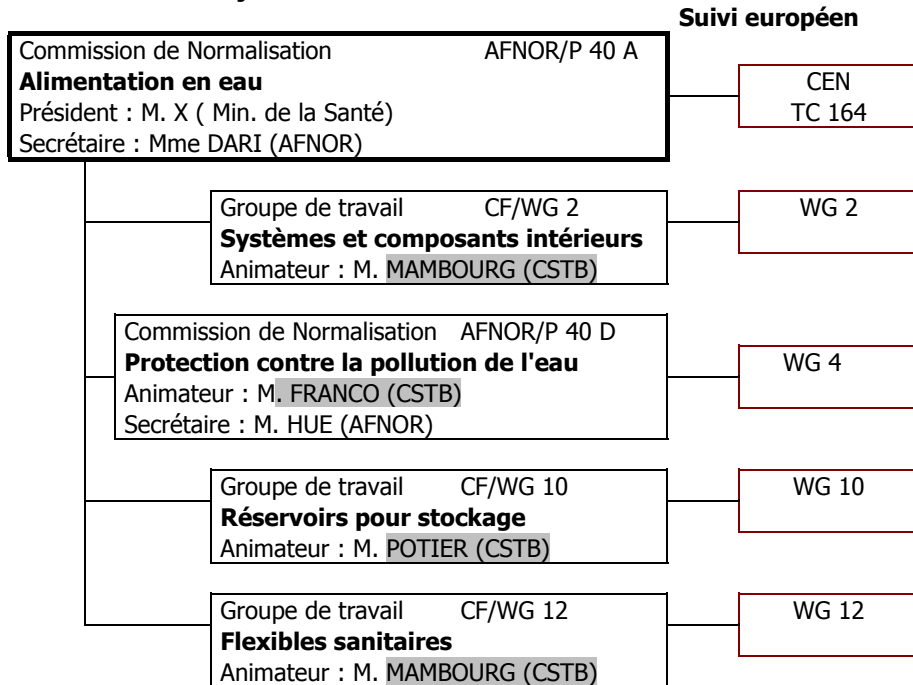 Suivi européen
Commission de Normalisation AFNOR/P 40 A
Alimentation en eau
Président : M. X ( Min. de la Santé)
Secrétaire : Mme DARI (AFNOR)
CEN
TC 164
Groupe de travail CF/WG 2
Systèmes et composants intérieurs
Animateur : M. MAMBOURG (CSTB)
WG 2
Commission de Normalisation AFNOR/P 40 D
Protection contre la pollution de l'eau
Animateur : M. FRANCO (CSTB)
Secrétaire : M. HUE (AFNOR)
WG 4
Groupe de travail CF/WG 10
Réservoirs pour stockage
Animateur : M. POTIER (CSTB)
WG 10
Groupe de travail CF/WG 12
Flexibles sanitaires
Animateur : M. MAMBOURG (CSTB)
WG 12